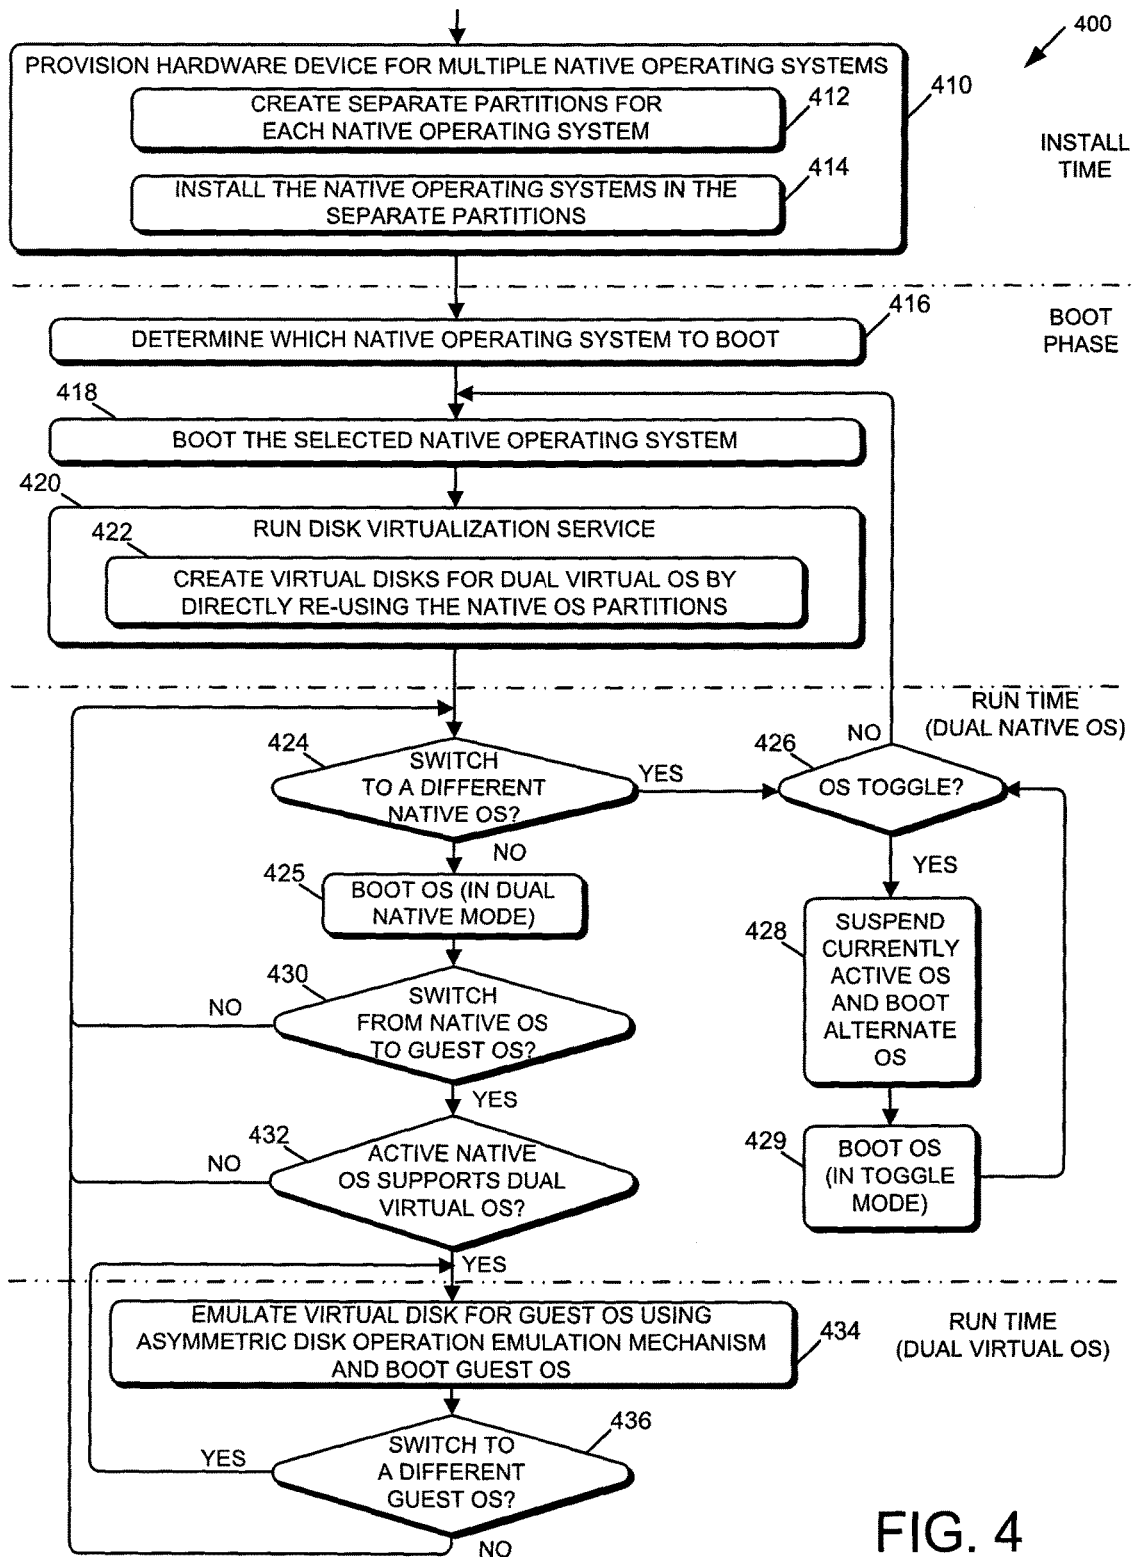 400
PROVISION HARDWARE DEVICE FOR MULTIPLE NATIVE OPERATING SYSTEMS
410
CREATE SEPARATE PARTITIONS FOR
EACH NATIVE OPERATING SYSTEM
412
INSTALL
TIME
INSTALL THE NATIVE OPERATING SYSTEMS IN THE
SEPARATE PARTITIONS
414
416
BOOT
PHASE
DETERMINE WHICH NATIVE OPERATING SYSTEM TO BOOT
418
BOOT THE SELECTED NATIVE OPERATING SYSTEM
420
RUN DISK VIRTUALIZATION SERVICE
422
CREATE VIRTUAL DISKS FOR DUAL VIRTUAL OS BY
DIRECTLY RE-USING THE NATIVE OS PARTITIONS
RUN TIME
(DUAL NATIVE OS)
424
SWITCH
TO A DIFFERENT
NATIVE OS?
YES
NO
NO
426
OS TOGGLE?
YES
425
BOOT OS (IN DUAL
NATIVE MODE)
428
SUSPEND
CURRENTLY
ACTIVE OS
AND BOOT
ALTERNATE
OS
430
SWITCH
FROM NATIVE OS
TO GUEST OS?
NO
YES
429
BOOT OS
(IN TOGGLE
MODE)
432
ACTIVE NATIVE
OS SUPPORTS DUAL
VIRTUAL OS?
NO
YES
RUN TIME
(DUAL VIRTUAL OS)
EMULATE VIRTUAL DISK FOR GUEST OS USING
ASYMMETRIC DISK OPERATION EMULATION MECHANISM
AND BOOT GUEST OS
434
436
SWITCH TO
A DIFFERENT
GUEST OS?
YES
NO
FIG. 4